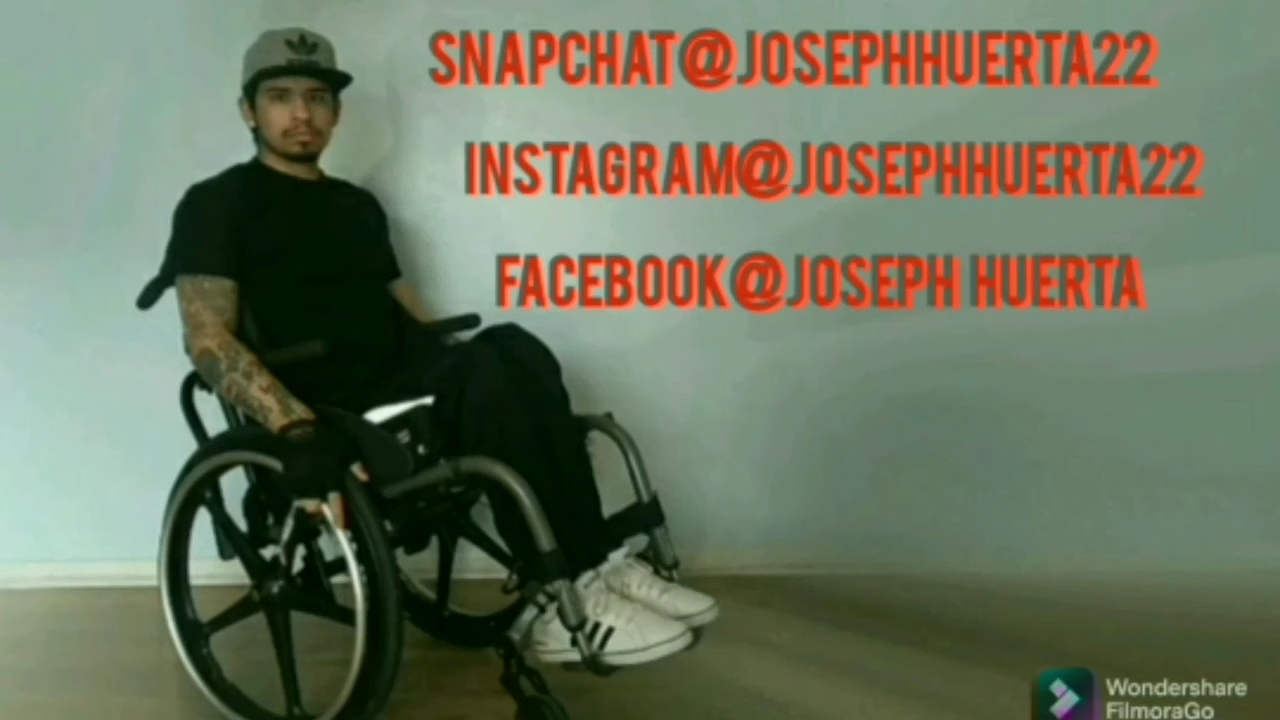 SNAPCHAT@JOSEPHHUERTA22
INSTAGRAM@JOSEPHHUERTA22
FACEBOOK@JOSEPH HUERTA
Wondershare
FilmoraGo